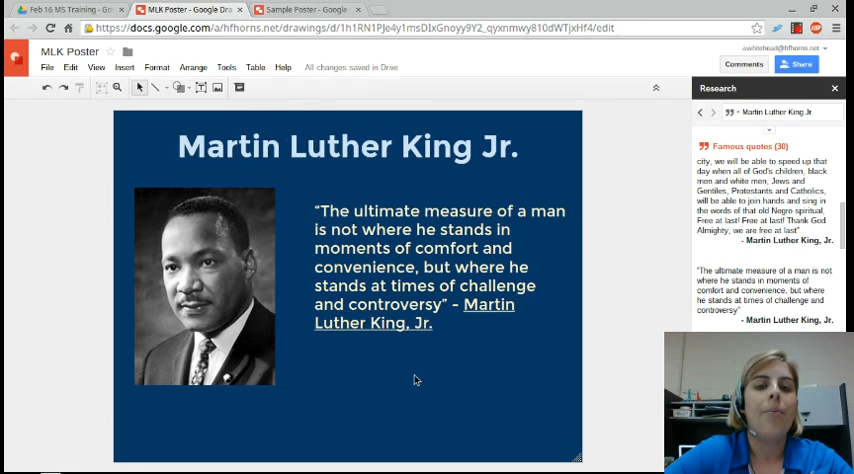 Feb 16 MS Training - Goo
MLK Poster - Google Dra
Sample Poster - Google
https://docs.google.com/a/hfhorns.net/drawings/d/1h1RN1PJe4y1msDIxGnoyy9Y2_qyxnmwy810dWTjxHf4/edit
MLK Poster
awhitehead@hfhorns.net
File Edit View Insert Format Arrange Tools Table Help All changes saved in Drive
Comments
Share
Research
Martin Luther King Jr.
Famous quotes (30)
city, we will be able to speed up that
day when all of God's children, black
men and white men, Jews and
Gentiles, Protestants and Catholics,
will be able to join hands and sing in
the words of that old Negro spiritual,
Free at last! Free at last! Thank God
Almighty, we are free at last"
- Martin Luther King, Jr.
"The ultimate measure of a man is not
where he stands in moments of
comfort and convenience, but where
he stands at times of challenge and
controversy"
- Martin Luther King, Jr.
Martin Luther King Jr.
“The ultimate measure of a man
is not where he stands in
moments of comfort and
convenience, but where he
stands at times of challenge
and controversy” - Martin
Luther King, Jr.